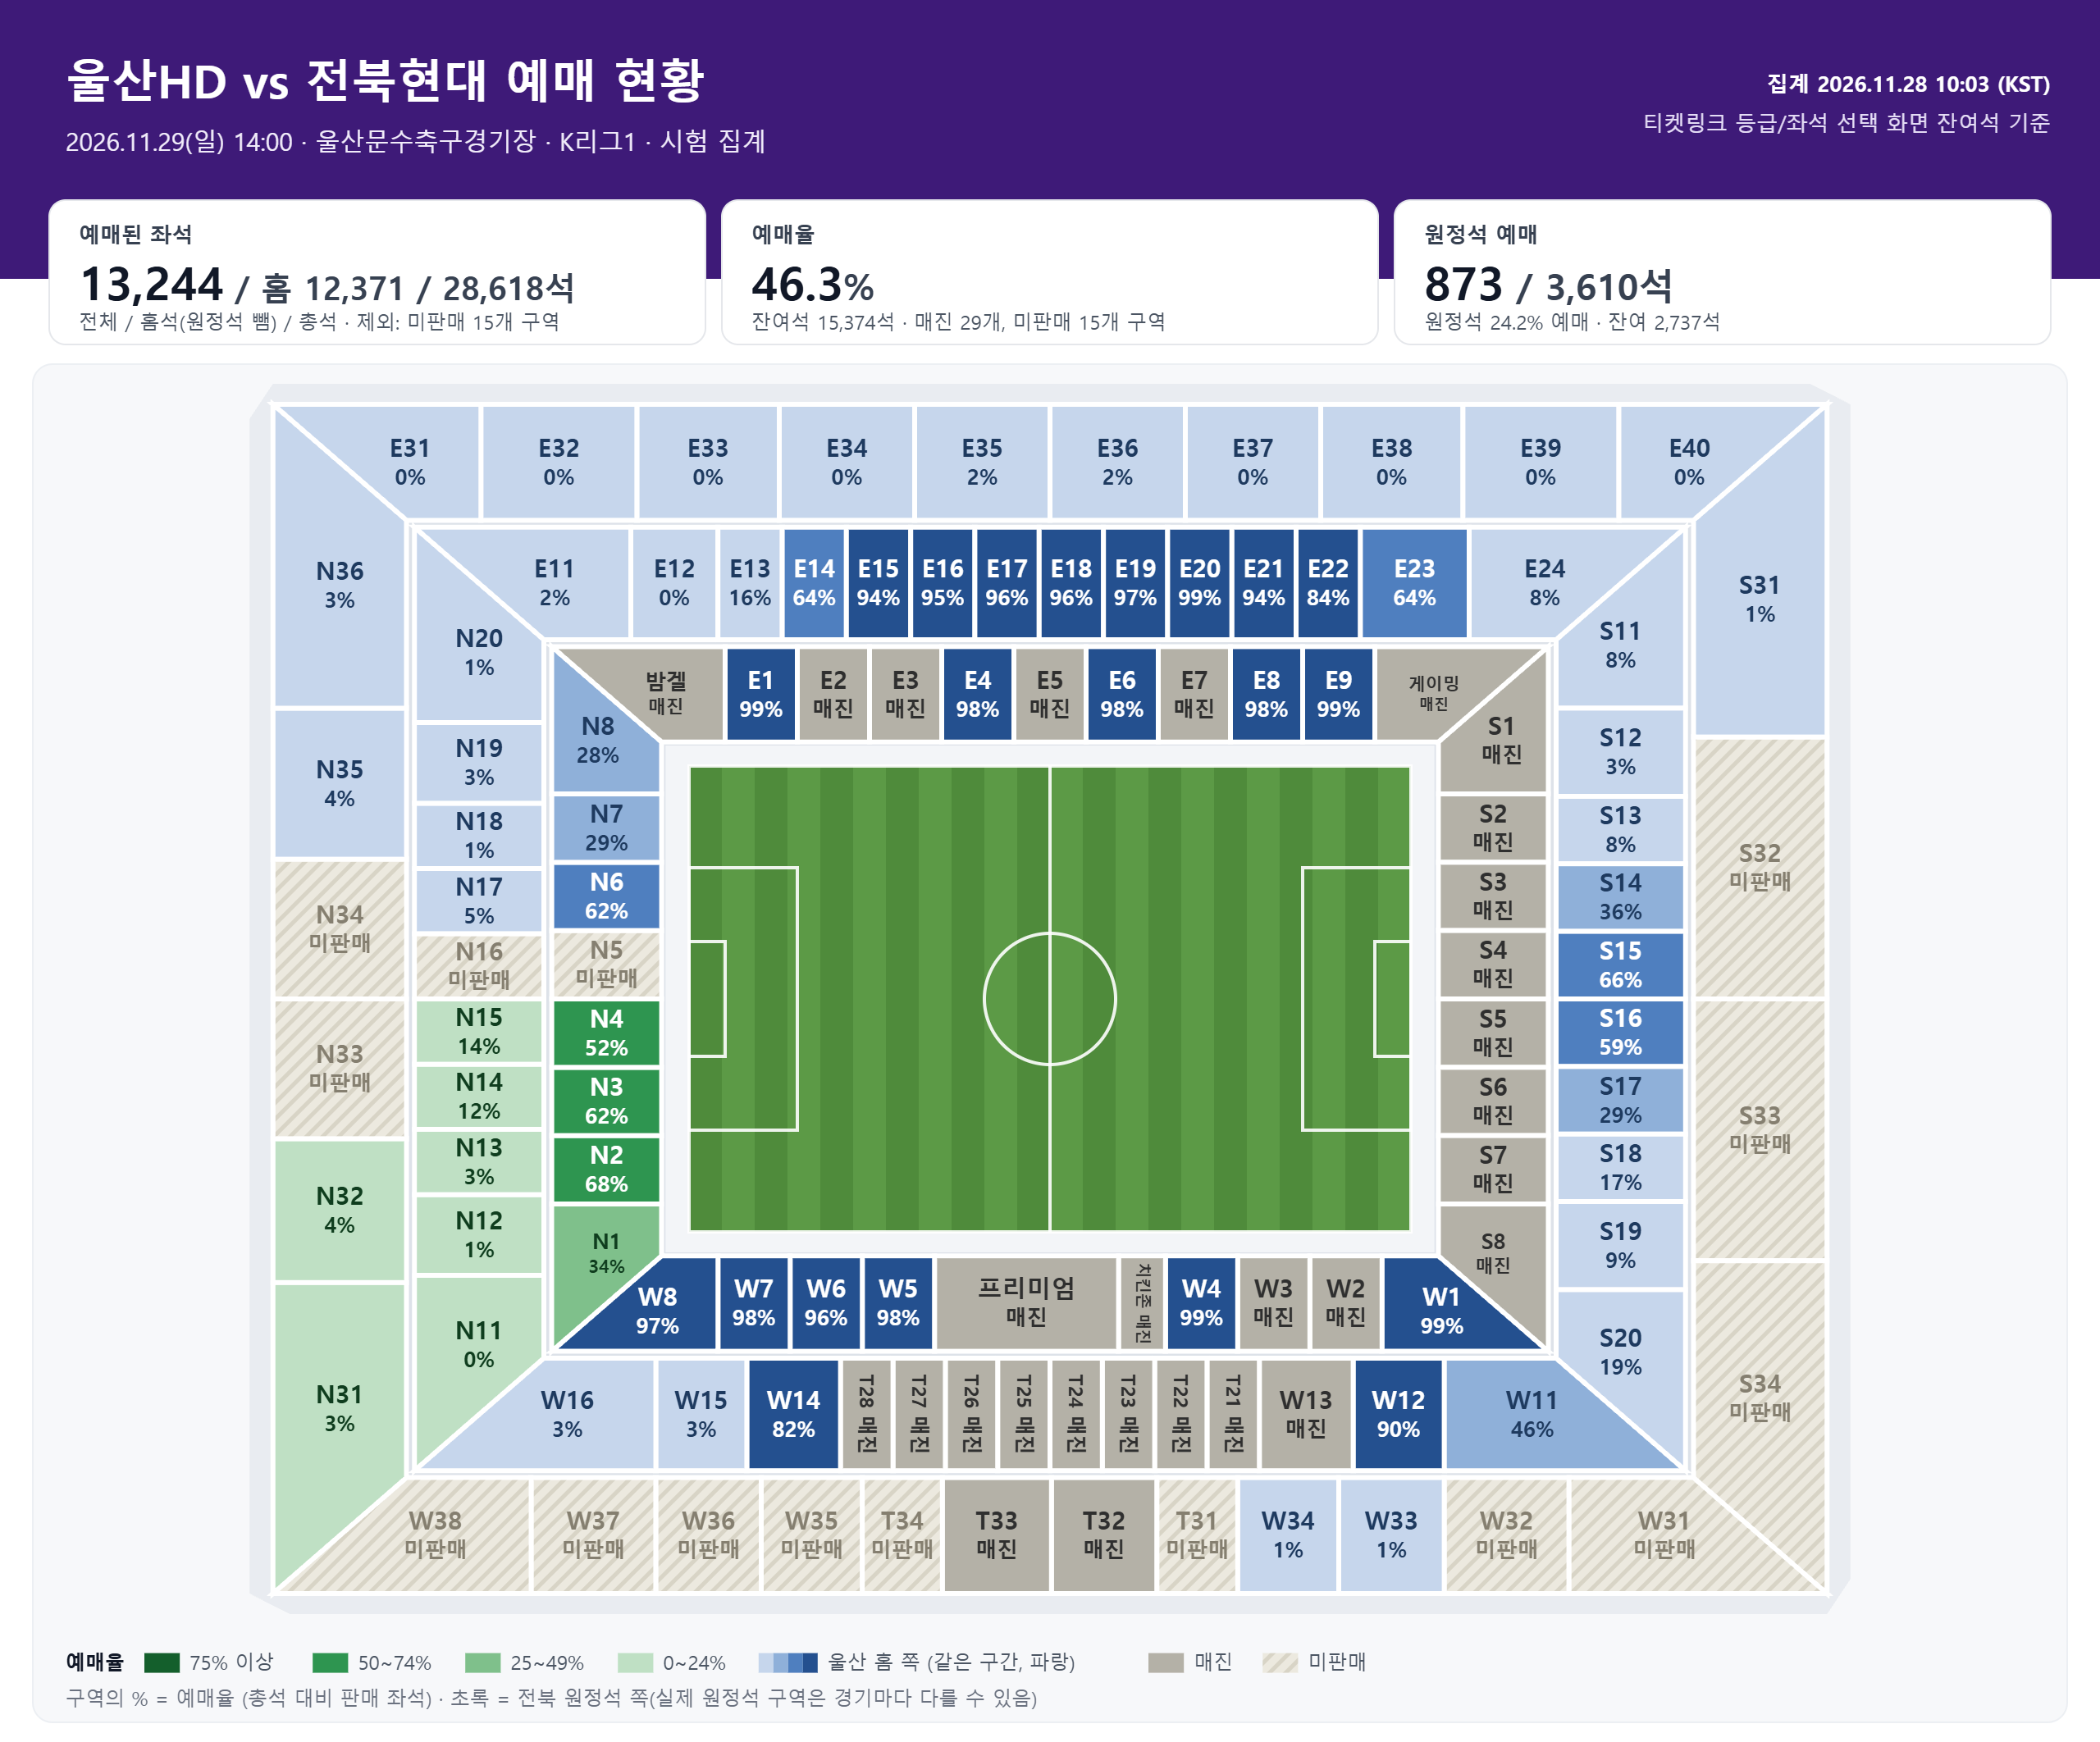 울산HD vs 전북현대 예매 현황
2026.11.29(일) 14:00 · 울산문수축구경기장 · K리그1 · 시험 집계
집계 2026.11.28 10:03 (KST)
티켓링크 등급/좌석 선택 화면 잔여석 기준
예매된 좌석
13,244 / 홈 12,371 / 28,618석
전체 / 홈석(원정석 뺌) / 총석 · 제외: 미판매 15개 구역
예매율
46.3%
잔여석 15,374석 · 매진 29개, 미판매 15개 구역
원정석 예매
873 / 3,610석
원정석 24.2% 예매 · 잔여 2,737석
E31
0%
E32
0%
E33
0%
E34
0%
E35
2%
E36
2%
E37
0%
E38
0%
E39
0%
E40
0%
N36
3%
N35
4%
N34
미판매
N33
미판매
N32
4%
N31
3%
E11
2%
E12
0%
E13
16%
E14
64%
E15
94%
E16
95%
E17
96%
E18
96%
E19
97%
E20
99%
E21
94%
E22
84%
E23
64%
E24
8%
N20
1%
N19
3%
N18
1%
N17
5%
N16
미판매
N15
14%
N14
12%
N13
3%
N12
1%
N11
0%
밤켈
매진
E1
99%
E2
매진
E3
매진
E4
98%
E5
매진
E6
98%
E7
매진
E8
98%
E9
99%
게이밍
매진
N8
28%
N7
29%
N6
62%
N5
미판매
N4
52%
N3
62%
N2
68%
N1
34%
S1
매진
S2
매진
S3
매진
S4
매진
S5
매진
S6
매진
S7
매진
S8
매진
S11
8%
S12
3%
S13
8%
S14
36%
S15
66%
S16
59%
S17
29%
S18
17%
S19
9%
S20
19%
S31
1%
S32
미판매
S33
미판매
S34
미판매
W8
97%
W7
98%
W6
96%
W5
98%
프리미엄
매진
치킨존 매진
W4
99%
W3
매진
W2
매진
W1
99%
W16
3%
W15
3%
W14
82%
T28 매진
T27 매진
T26 매진
T25 매진
T24 매진
T23 매진
T22 매진
T21 매진
W13
매진
W12
90%
W11
46%
W38
미판매
W37
미판매
W36
미판매
W35
미판매
T34
미판매
T33
매진
T32
매진
T31
미판매
W34
1%
W33
1%
W32
미판매
W31
미판매
예매율 75% 이상 50~74% 25~49% 0~24% 울산 홈 쪽 (같은 구간, 파랑) 매진 미판매
구역의 % = 예매율 (총석 대비 판매 좌석) · 초록 = 전북 원정석 쪽(실제 원정석 구역은 경기마다 다를 수 있음)